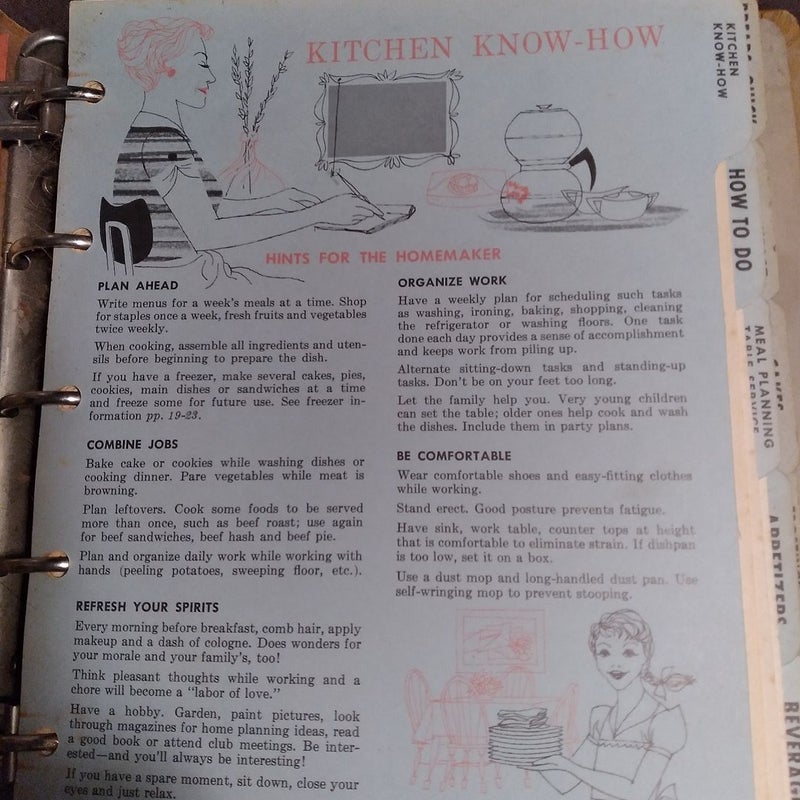 KITCHEN KNOW-HOW
HINTS FOR THE HOMEMAKER
PLAN AHEAD
Write menus for a week's meals at a time. Shop
for staples once a week, fresh fruits and vegetables
twice weekly.
When cooking, assemble all ingredients and uten-
sils before beginning to prepare the dish.
If you have a freezer, make several cakes, pies,
cookies, main dishes or sandwiches at a time
and freeze some for future use. See freezer in-
formation pp. 19-23.
COMBINE JOBS
Bake cake or cookies while washing dishes or
cooking dinner. Pare vegetables while meat is
browning.
Plan leftovers. Cook some foods to be served
more than once, such as beef roast; use again
for beef sandwiches, beef hash and beef pie.
Plan and organize daily work while working with
hands (peeling potatoes, sweeping floor, etc.).
REFRESH YOUR SPIRITS
Every morning before breakfast, comb hair, apply
makeup and a dash of cologne. Does wonders for
your morale and your family's, too!
Think pleasant thoughts while working and a
chore will become a "labor of love."
Have a hobby. Garden, paint pictures, look
through magazines for home planning ideas, read
a good book or attend club meetings. Be inter-
ested—and you'll always be interesting!
If you have a spare moment, sit down, close your
eyes and just relax.
ORGANIZE WORK
Have a weekly plan for scheduling such tasks
as washing, ironing, baking, shopping, cleaning
the refrigerator or washing floors. One task
done each day provides a sense of accomplishment
and keeps work from piling up.
Alternate sitting-down tasks and standing-up
tasks. Don't be on your feet too long.
Let the family help you. Very young children
can set the table; older ones help cook and wash
the dishes. Include them in party plans.
BE COMFORTABLE
Wear comfortable shoes and easy-fitting clothes
while working.
Stand erect. Good posture prevents fatigue.
Have sink, work table, counter tops at height
that is comfortable to eliminate strain. If dishpan
is too low, set it on a box.
Use a dust mop and long-handled dust pan. Use
self-wringing mop to prevent stooping.
KITCHEN
KNOW-HOW
HOW TO DO
MEAL PLANNING
TABLE SERVICE
APPETIZERS